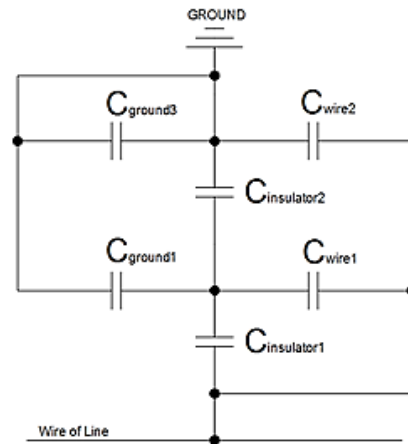 GROUND
Cground3
Cwire2
Cinsulator2
Cground1
Cwire1
Cinsulator1
Wire of Line